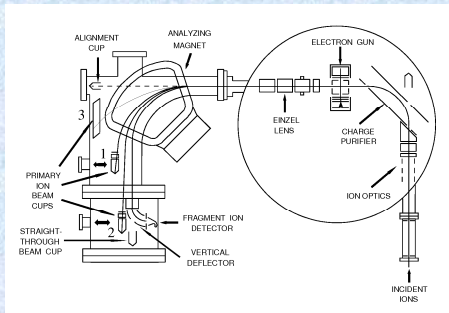 ALIGNMENT
CUP
ANALYZING
MAGNET
ELECTRON GUN
3
EINZEL
LENS
CHARGE
PURIFIER
1
PRIMARY
ION
BEAM
CUPS
ION OPTICS
2
STRAIGHT-
THROUGH
BEAM CUP
FRAGMENT ION
DETECTOR
VERTICAL
DEFLECTOR
INCIDENT
IONS